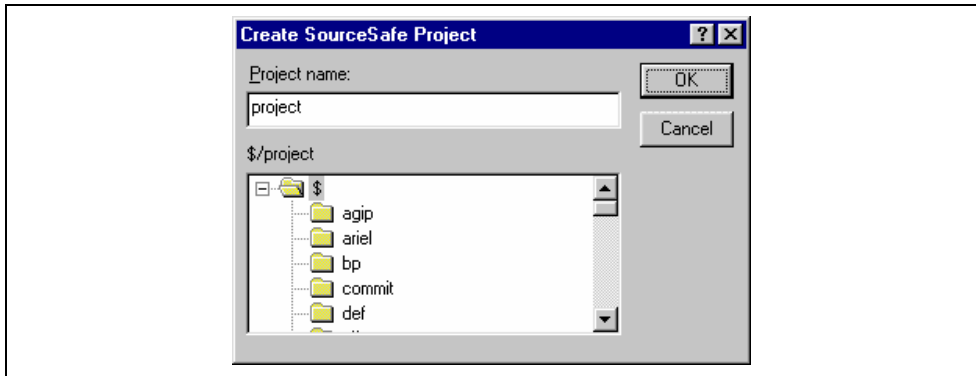 Create SourceSafe Project
Project name:
OK
project
Cancel
$/project
$
agip
ariel
bp
commit
def